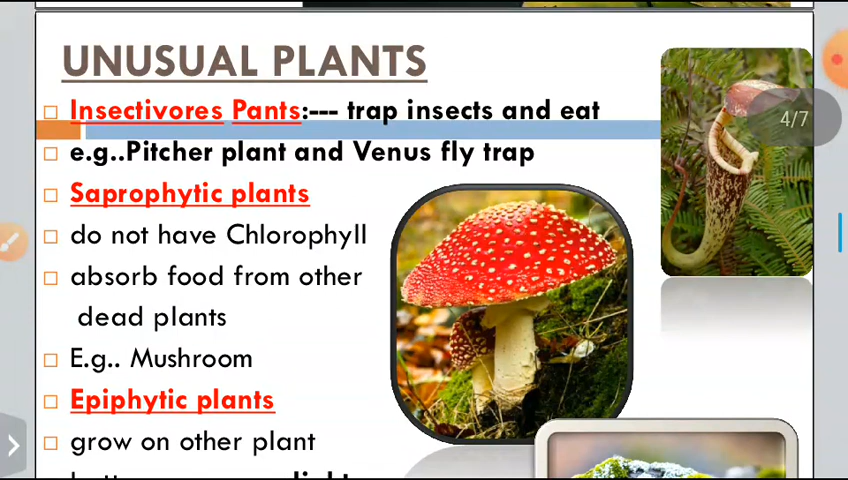 UNUSUAL PLANTS
Insectivores Pants:--- trap insects and eat
e.g..Pitcher plant and Venus fly trap
Saprophytic plants
do not have Chlorophyll
absorb food from other
dead plants
E.g.. Mushroom
Epiphytic plants
grow on other plant
4/7